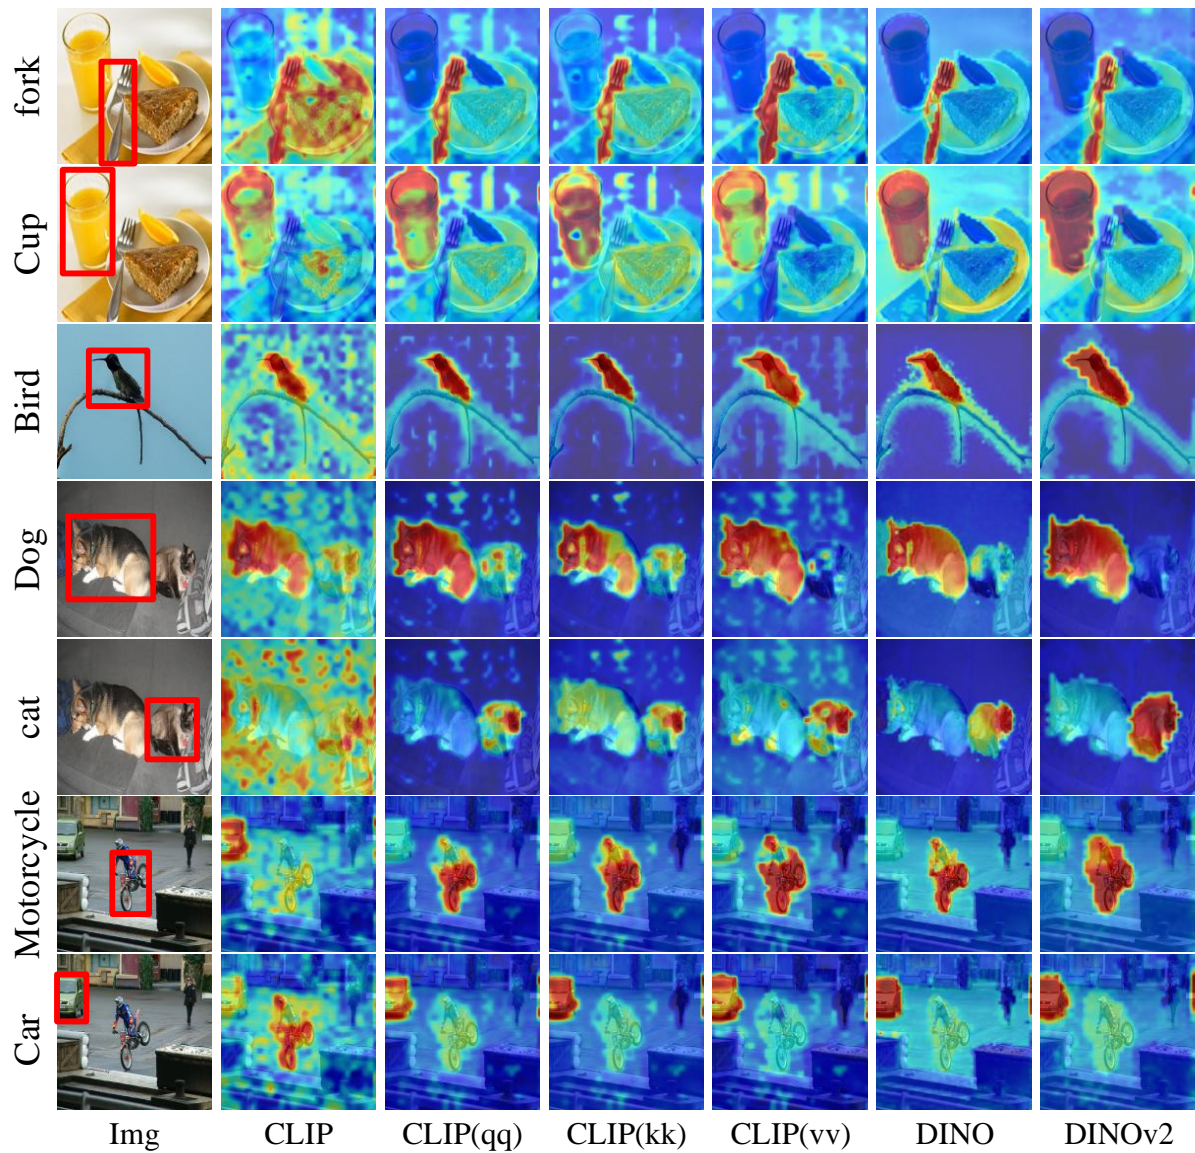 fork
Cup
Bird
Dog
cat
Motorcycle
Car
Img CLIP CLIP(qq) CLIP(kk) CLIP(vv) DINO DINOv2